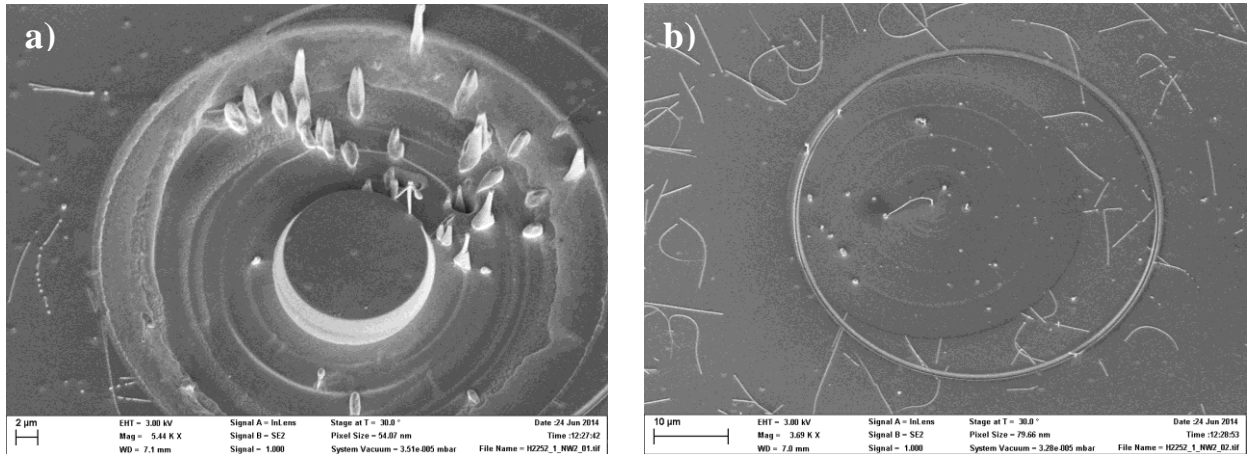 a)
2 µm
EHT = 3.00 kV
Mag = 5.44 K X
WD = 7.1 mm
Signal A = InLens
Signal B = SE2
Signal = 1.000
Stage at T = 30.0 °
Pixel Size = 54.07 nm
System Vacuum = 3.51e-005 mbar
Date :24 Jun 2014
Time :12:27:42
File Name = H2252_1_NW2_01.tif
b)
10 µm
EHT = 3.00 kV
Mag = 3.69 K X
WD = 7.0 mm
Signal A = InLens
Signal B = SE2
Signal = 1.000
Stage at T = 30.0 °
Pixel Size = 79.66 nm
System Vacuum = 3.28e-005 mbar
Date :24 Jun 2014
Time :12:28:53
File Name = H2252_1_NW2_02.tif